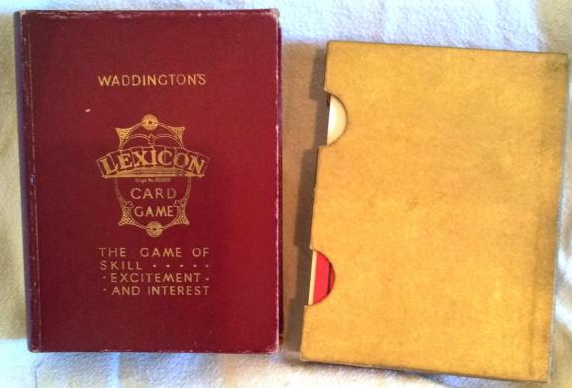 WADDINGTON'S
LEXICON
CARD
GAME
THE GAME OF
SKILL · · · · ·
· EXCITEMENT ·
· AND INTEREST